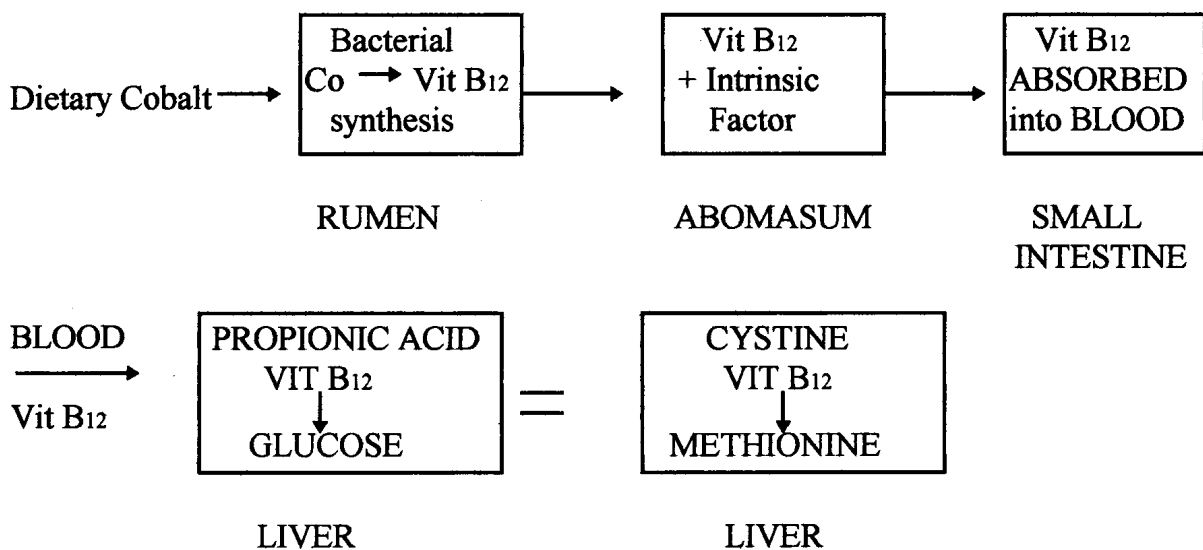 Dietary Cobalt
Bacterial
Co → Vit B12
synthesis
Vit B12
+ Intrinsic
Factor
Vit B12
ABSORBED
into BLOOD
RUMEN
ABOMASUM
SMALL
INTESTINE
BLOOD
Vit B12
PROPIONIC ACID
VIT B12
GLUCOSE
=
CYSTINE
VIT B12
METHIONINE
LIVER
LIVER